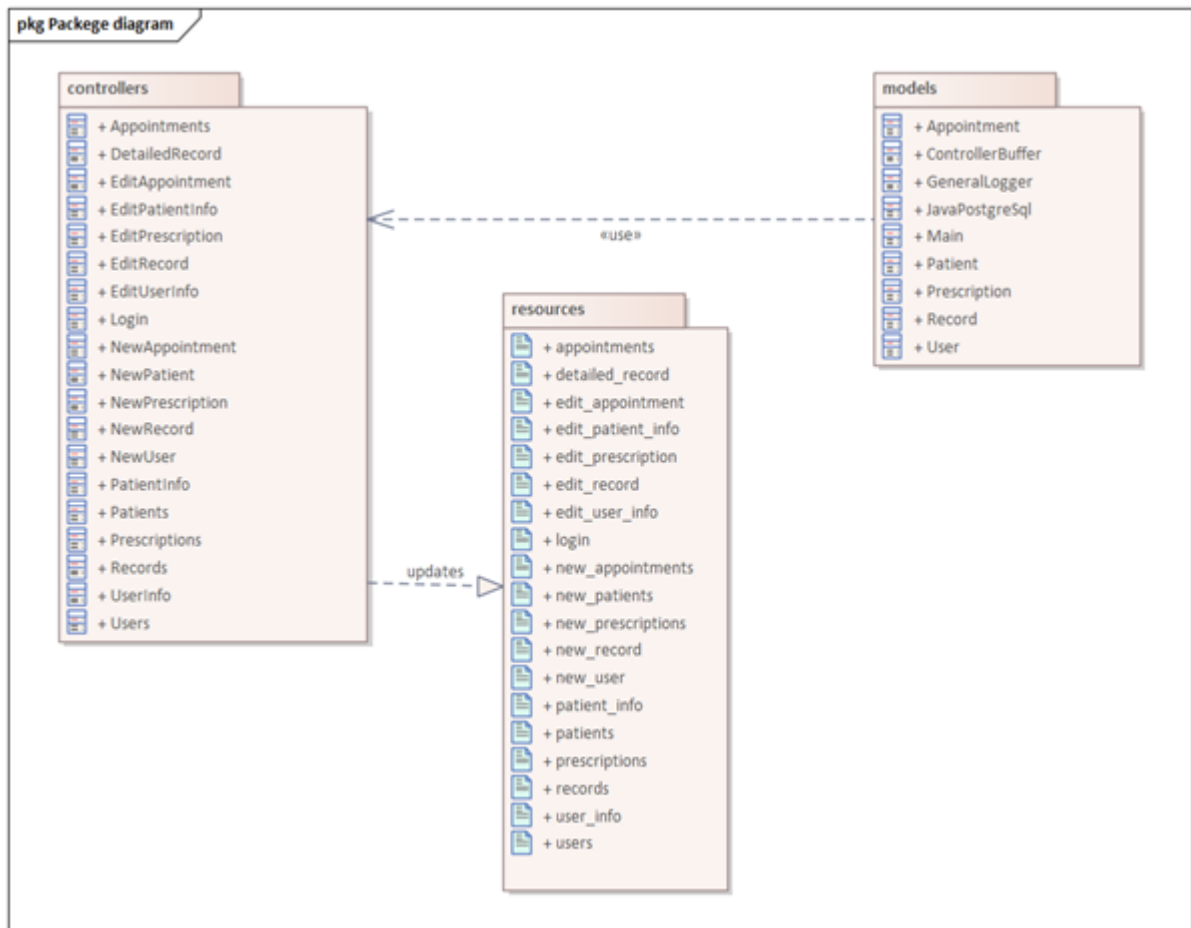 pkg Packege diagram
controllers
+ Appointments
+ DetailedRecord
+ EditAppointment
+ EditPatientInfo
+ EditPrescription
+ EditRecord
+ EditUserInfo
+ Login
+ NewAppointment
+ NewPatient
+ NewPrescription
+ NewRecord
+ NewUser
+ PatientInfo
+ Patients
+ Prescriptions
+ Records
+ UserInfo
+ Users
«use»
models
+ Appointment
+ ControllerBuffer
+ GeneralLogger
+ JavaPostgreSql
+ Main
+ Patient
+ Prescription
+ Record
+ User
updates
resources
+ appointments
+ detailed_record
+ edit_appointment
+ edit_patient_info
+ edit_prescription
+ edit_record
+ edit_user_info
+ login
+ new_appointments
+ new_patients
+ new_prescriptions
+ new_record
+ new_user
+ patient_info
+ patients
+ prescriptions
+ records
+ user_info
+ users